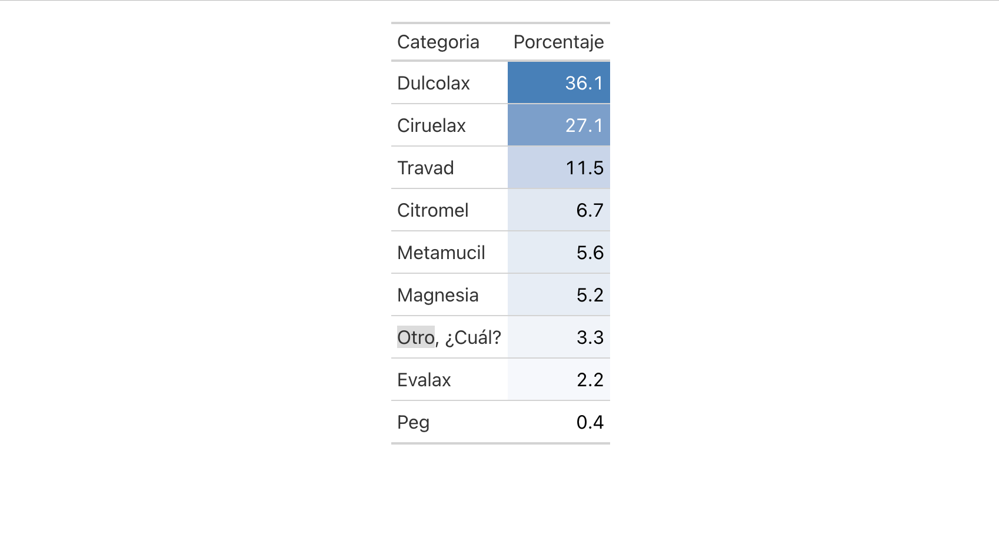 Categoria Porcentaje
Dulcolax 36.1
Ciruelax 27.1
Travad 11.5
Citromel 6.7
Metamucil 5.6
Magnesia 5.2
Otro, ¿Cuál? 3.3
Evalax 2.2
Peg 0.4